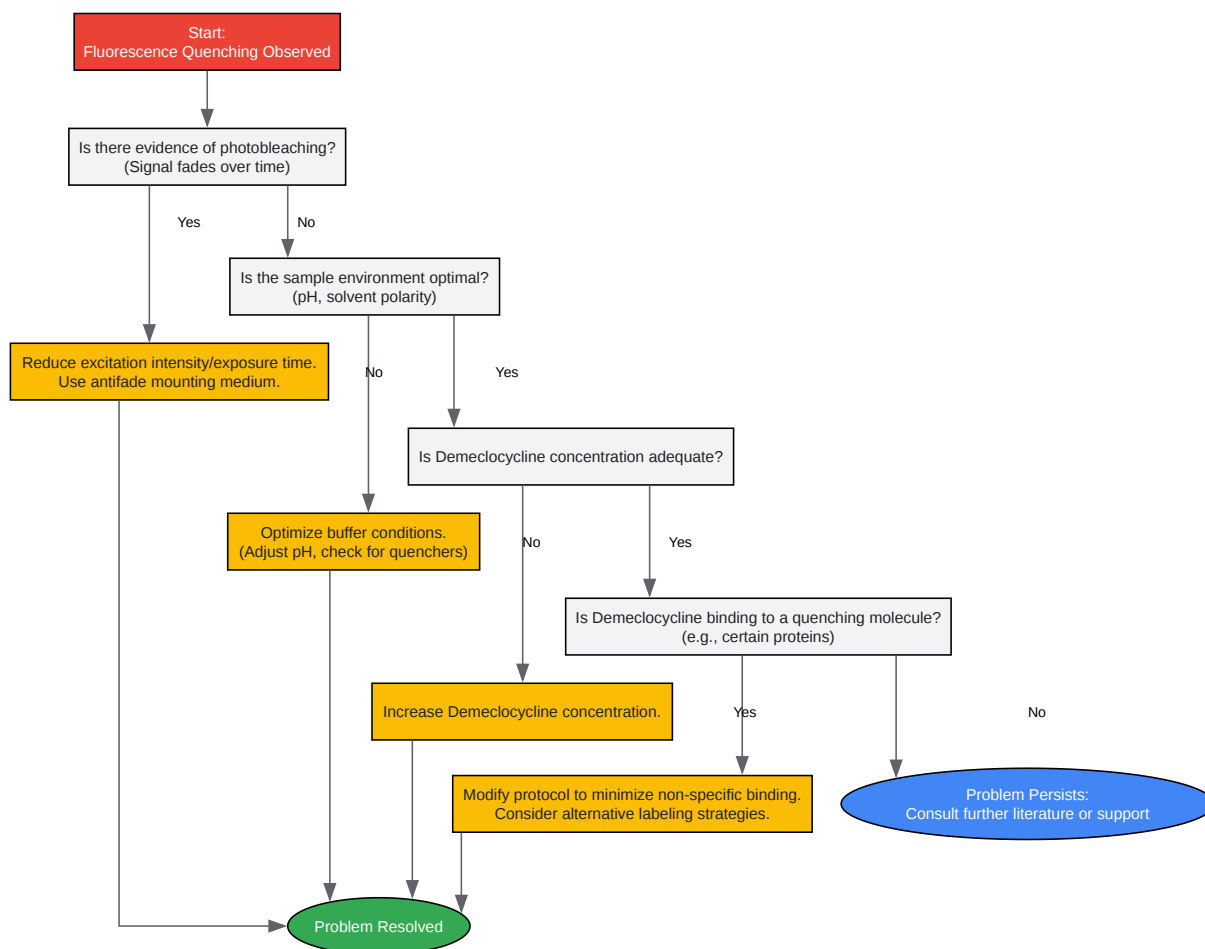 Start:
Fluorescence Quenching Observed
Is there evidence of photobleaching?
(Signal fades over time)
Yes
No
Is the sample environment optimal?
(pH, solvent polarity)
Reduce excitation intensity/exposure time.
Use antifade mounting medium.
No
Yes
Is Demeclocycline concentration adequate?
Optimize buffer conditions.
(Adjust pH, check for quenchers)
No
Yes
Is Demeclocycline binding to a quenching molecule?
(e.g., certain proteins)
Increase Demeclocycline concentration.
Yes
No
Modify protocol to minimize non-specific binding.
Consider alternative labeling strategies.
Problem Persists:
Consult further literature or support
Problem Resolved